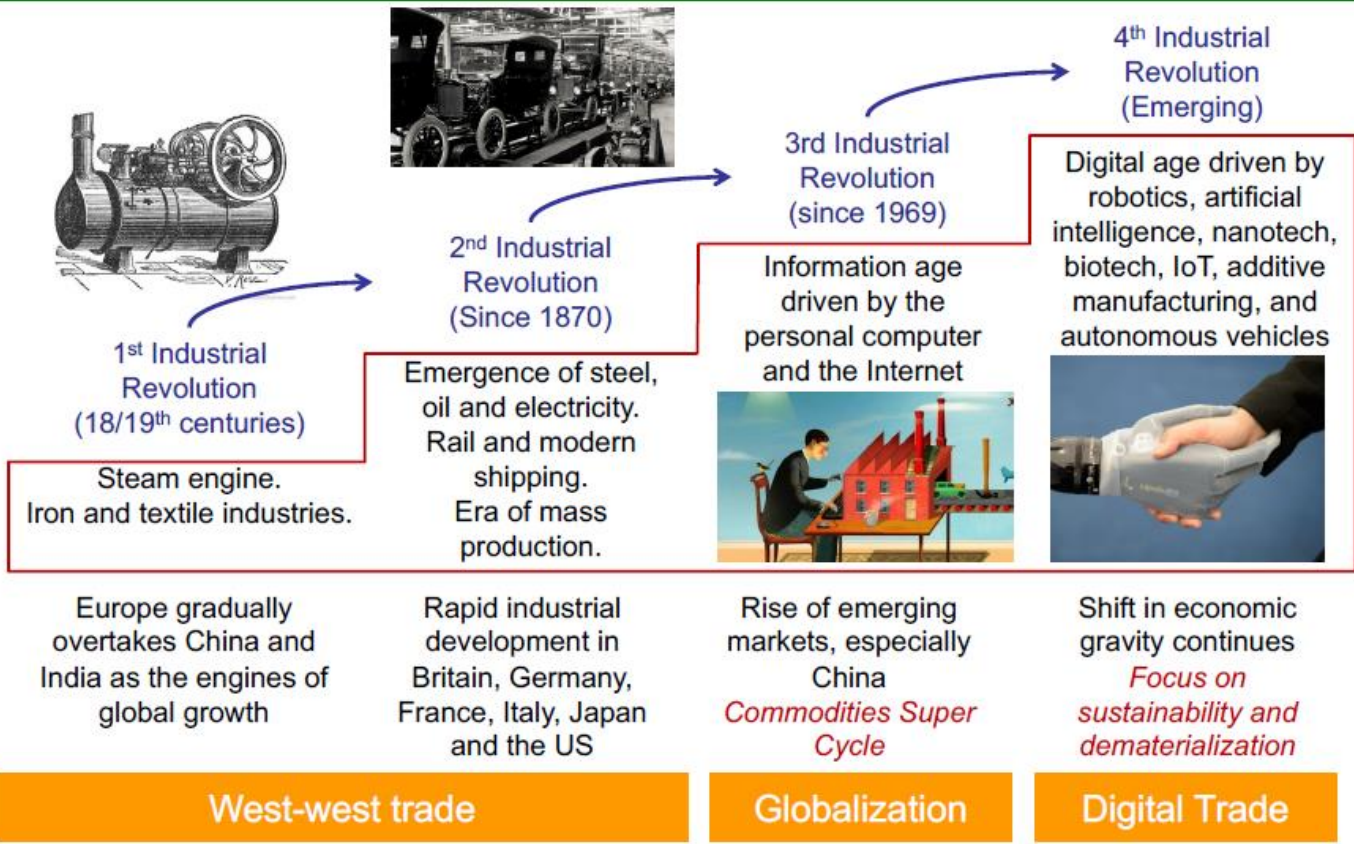 1st Industrial
Revolution
(18/19th centuries)
Steam engine.
Iron and textile industries.
Europe gradually
overtakes China and
India as the engines of
global growth
2nd Industrial
Revolution
(Since 1870)
Emergence of steel,
oil and electricity.
Rail and modern
shipping.
Era of mass
production.
Rapid industrial
development in
Britain, Germany,
France, Italy, Japan
and the US
West-west trade
3rd Industrial
Revolution
(since 1969)
Information age
driven by the
personal computer
and the Internet
Rise of emerging
markets, especially
China
Commodities Super
Cycle
Globalization
4th Industrial
Revolution
(Emerging)
Digital age driven by
robotics, artificial
intelligence, nanotech,
biotech, IoT, additive
manufacturing, and
autonomous vehicles
Shift in economic
gravity continues
Focus on
sustainability and
dematerialization
Digital Trade